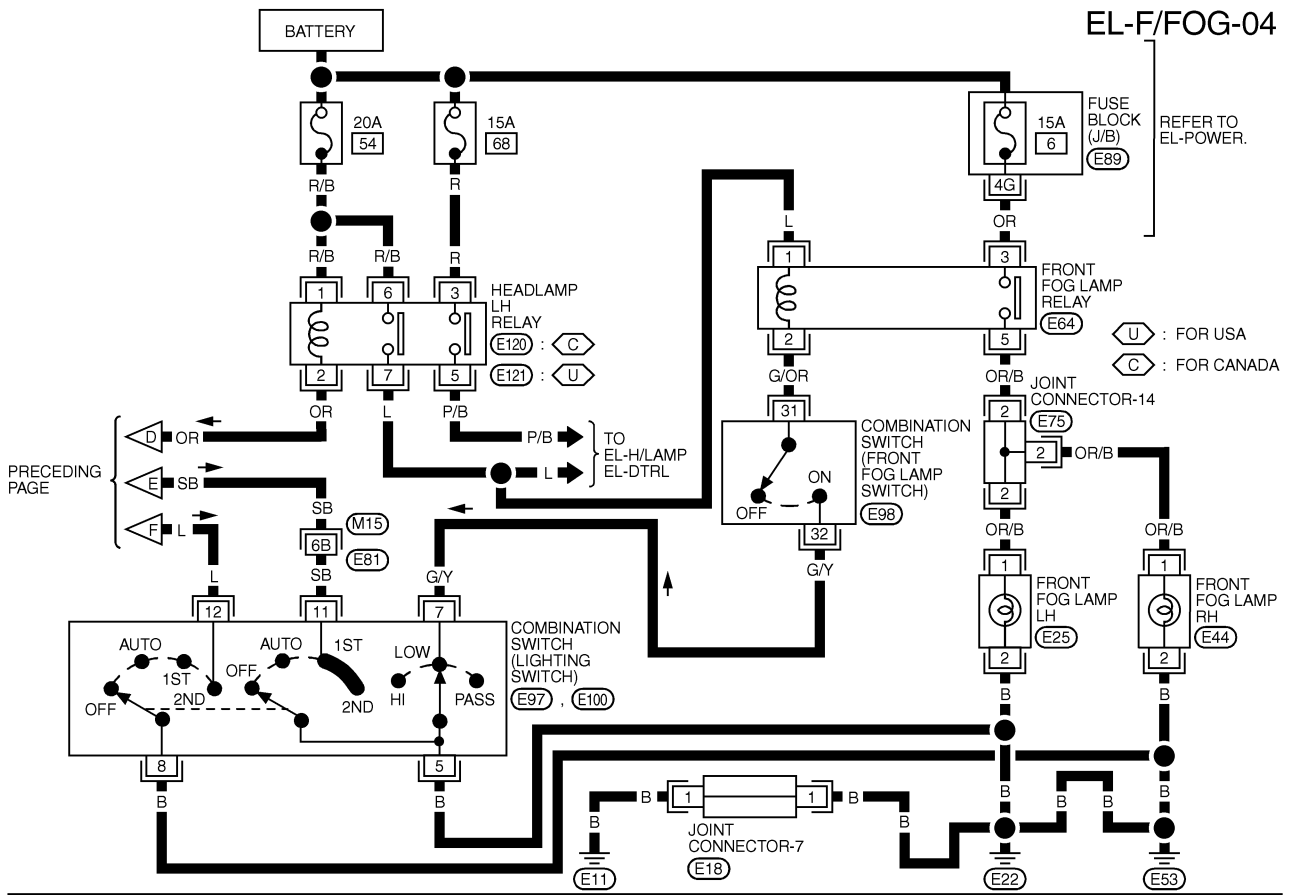 EL-F/FOG-04
BATTERY
20A
54
15A
68
15A
6
FUSE
BLOCK
(J/B)
E89
REFER TO
EL-POWER.
4G
R/B
R
OR
L
R/B
R/B
R
1
6
3
HEADLAMP
LH
RELAY
E120 : C
E121 : U
2
7
5
1
3
FRONT
FOG LAMP
RELAY
E64
2
5
U : FOR USA
C : FOR CANADA
OR
L
P/B
G/OR
OR/B
JOINT
CONNECTOR-14
E75
PRECEDING
PAGE
D OR
E SB
F L
P/B
L
TO
EL-H/LAMP
EL-DTRL
31
COMBINATION
SWITCH
(FRONT
FOG LAMP
SWITCH)
E98
OFF
ON
32
G/Y
2
2
OR/B
2
OR/B
OR/B
SB
M15
6B
E81
SB
L
G/Y
12
11
7
COMBINATION
SWITCH
(LIGHTING
SWITCH)
E97 , E100
AUTO
1ST
2ND
OFF
AUTO
1ST
OFF
2ND
LOW
HI
PASS
8
5
B
B
1
FRONT
FOG LAMP
LH
E25
2
B
1
FRONT
FOG LAMP
RH
E44
2
B
B
B
1
1
B
JOINT
CONNECTOR-7
E18
B
B
B
B
B
E11
E22
E53